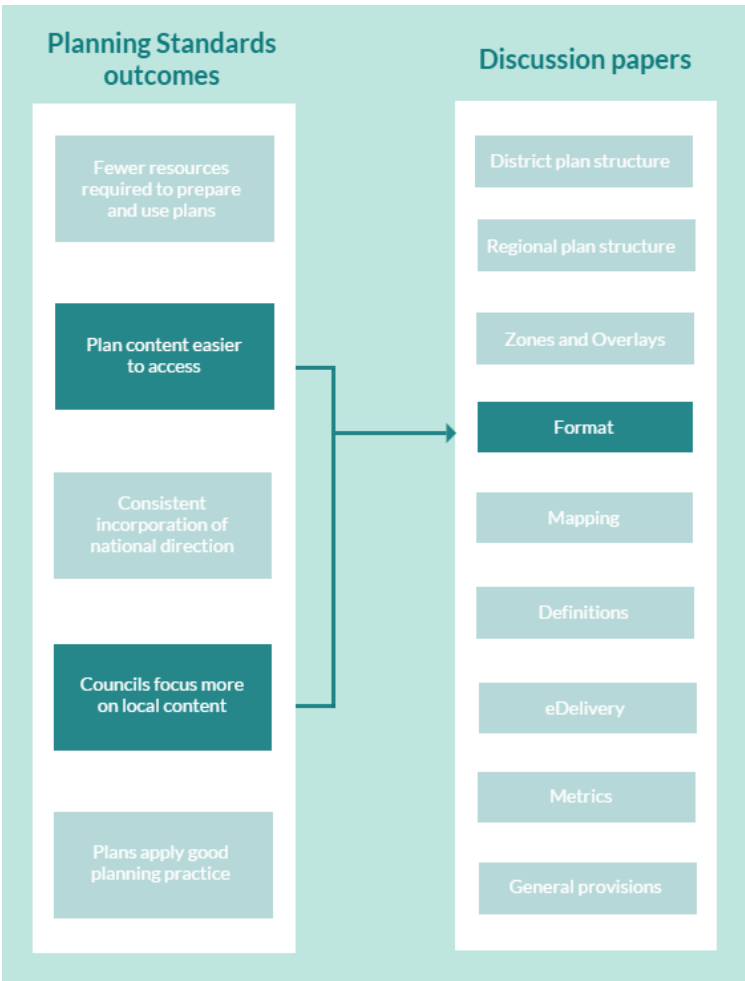 Planning Standards
outcomes
Fewer resources
required to prepare
and use plans
Plan content easier
to access
Consistent
incorporation of
national direction
Councils focus more
on local content
Plans apply good
planning practice
Discussion papers
District plan structure
Regional plan structure
Zones and Overlays
Format
Mapping
Definitions
eDelivery
Metrics
General provisions